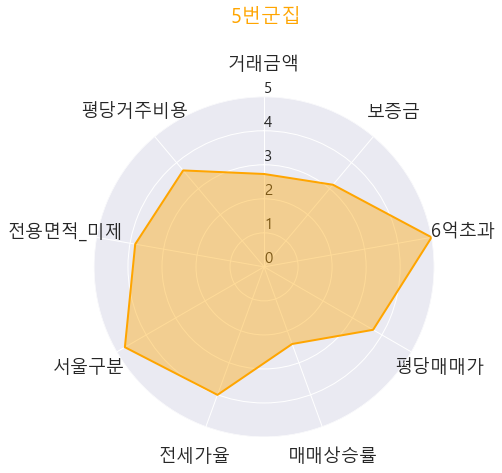 5번군집
거래금액
평당거주비용
보증금
5
4
3
2
1
0
전용면적_미제
6억초과
서울구분
평당매매가
전세가율
매매상승률